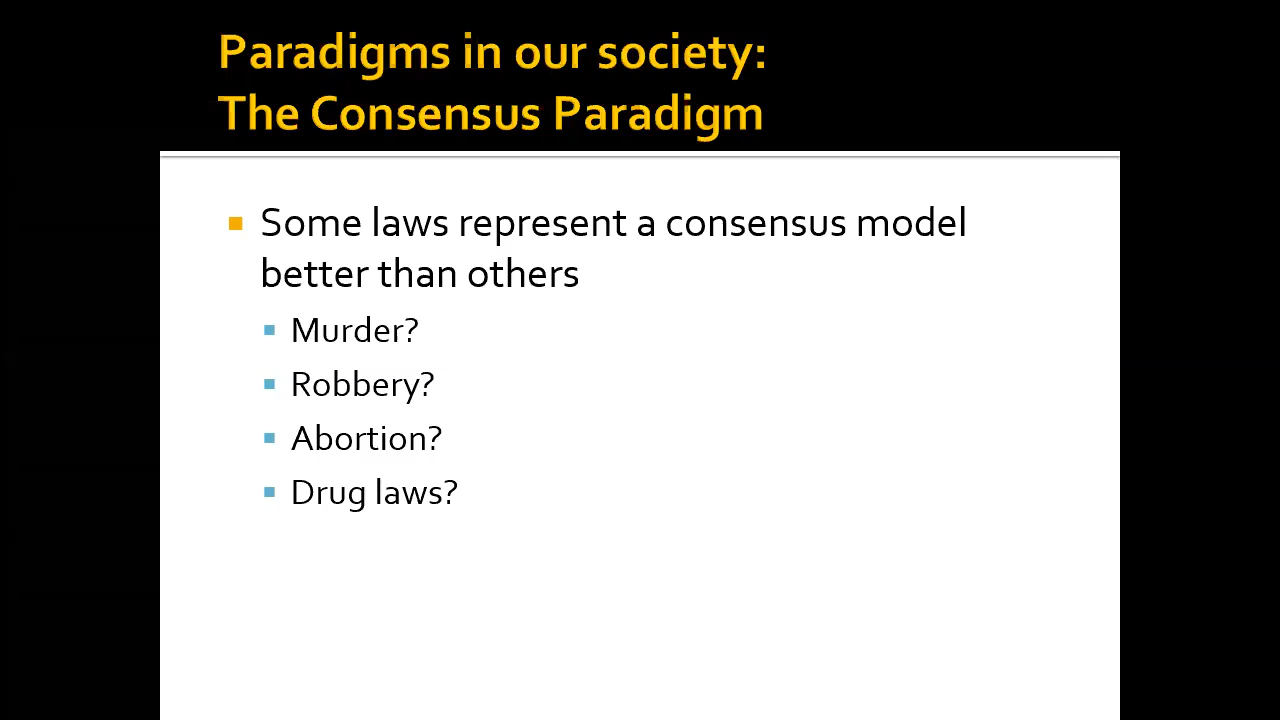 Paradigms in our society:
The Consensus Paradigm
Some laws represent a consensus model
better than others
Murder?
Robbery?
Abortion?
Drug laws?